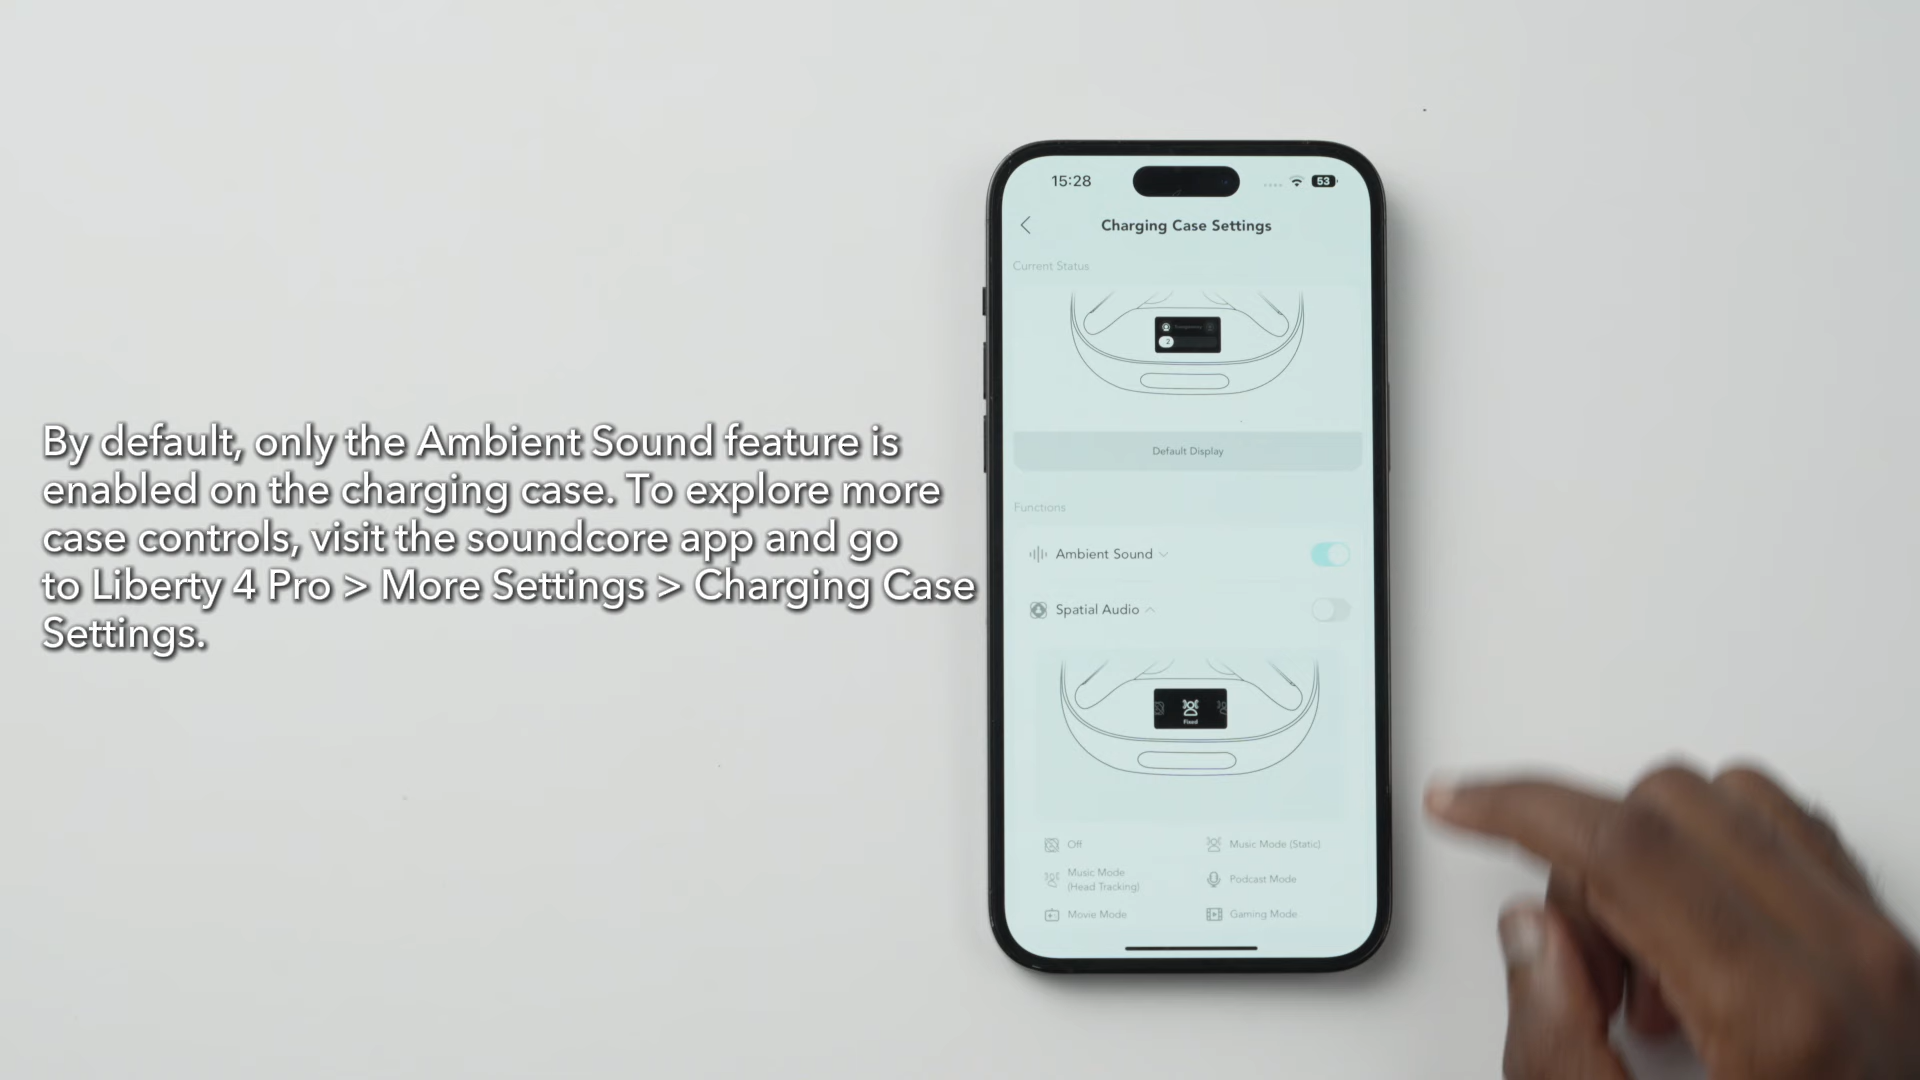 By default, only the Ambient Sound feature is
enabled on the charging case. To explore more
case controls, visit the soundcore app and go
to Liberty 4 Pro > More Settings > Charging Case
Settings.
15:28
53
Charging Case Settings
Current Status
2
Default Display
Functions
Ambient Sound
Spatial Audio
Fixed
Off
Music Mode (Static)
Music Mode
(Head Tracking)
Podcast Mode
Movie Mode
Gaming Mode